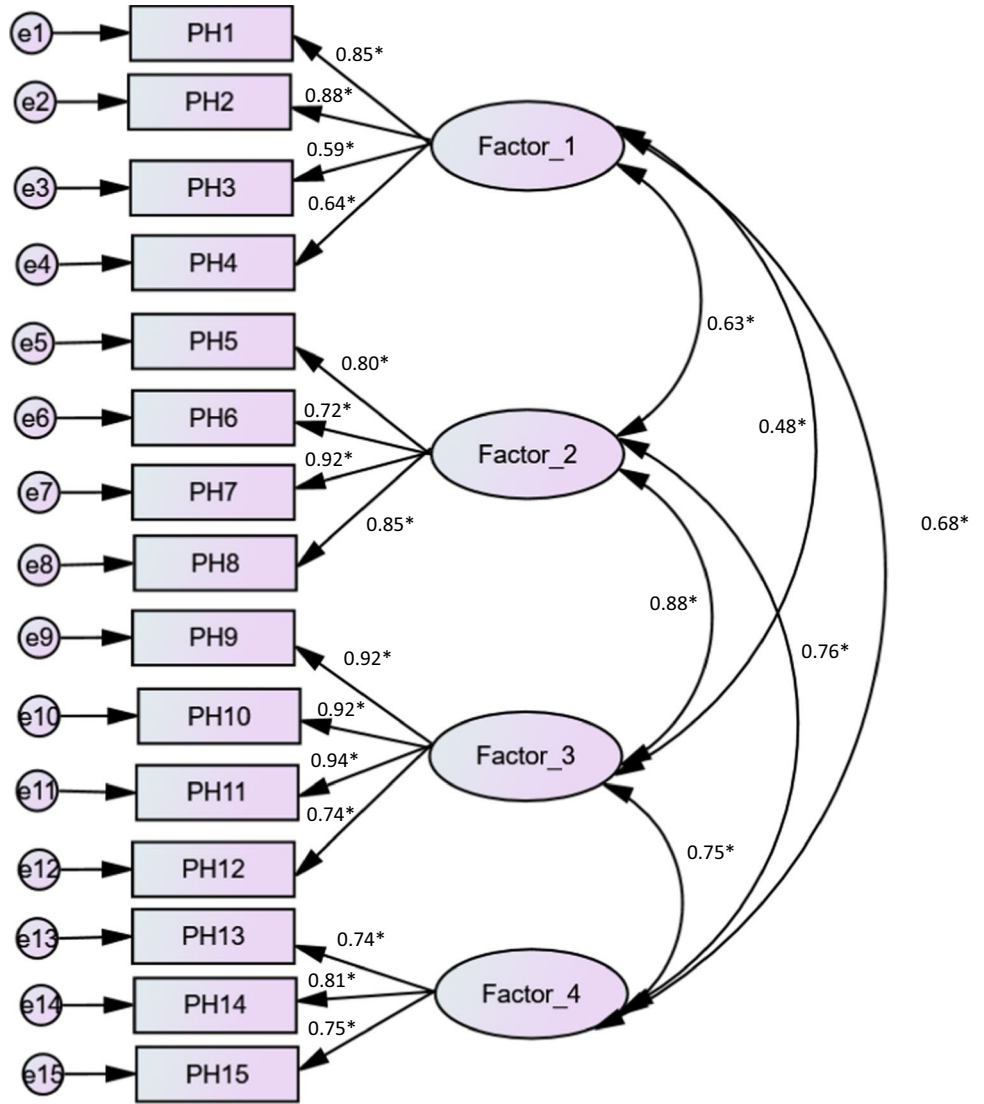 e1
PH1
0.85*
e2
PH2
0.88*
Factor_1
0.59*
e3
PH3
0.64*
e4
PH4
0.63*
e5
PH5
0.80*
e6
PH6
0.72*
0.48*
Factor_2
0.92*
e7
PH7
0.85*
0.68*
e8
PH8
0.88*
e9
PH9
0.92*
0.76*
e10
PH10
0.92*
Factor_3
0.94*
e11
PH11
0.74*
0.75*
e12
PH12
e13
PH13
0.74*
0.81*
Factor_4
e14
PH14
0.75*
e15
PH15